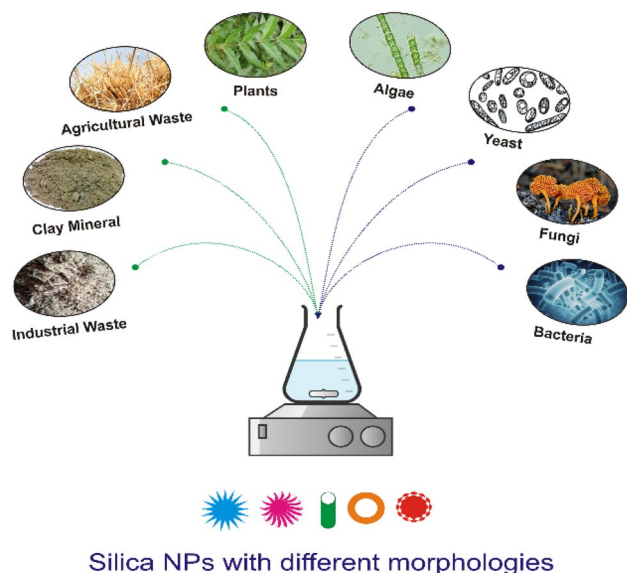 Plants
Algae
Agricultural Waste
Yeast
Clay Mineral
Fungi
Industrial Waste
Bacteria
Silica NPs with different morphologies